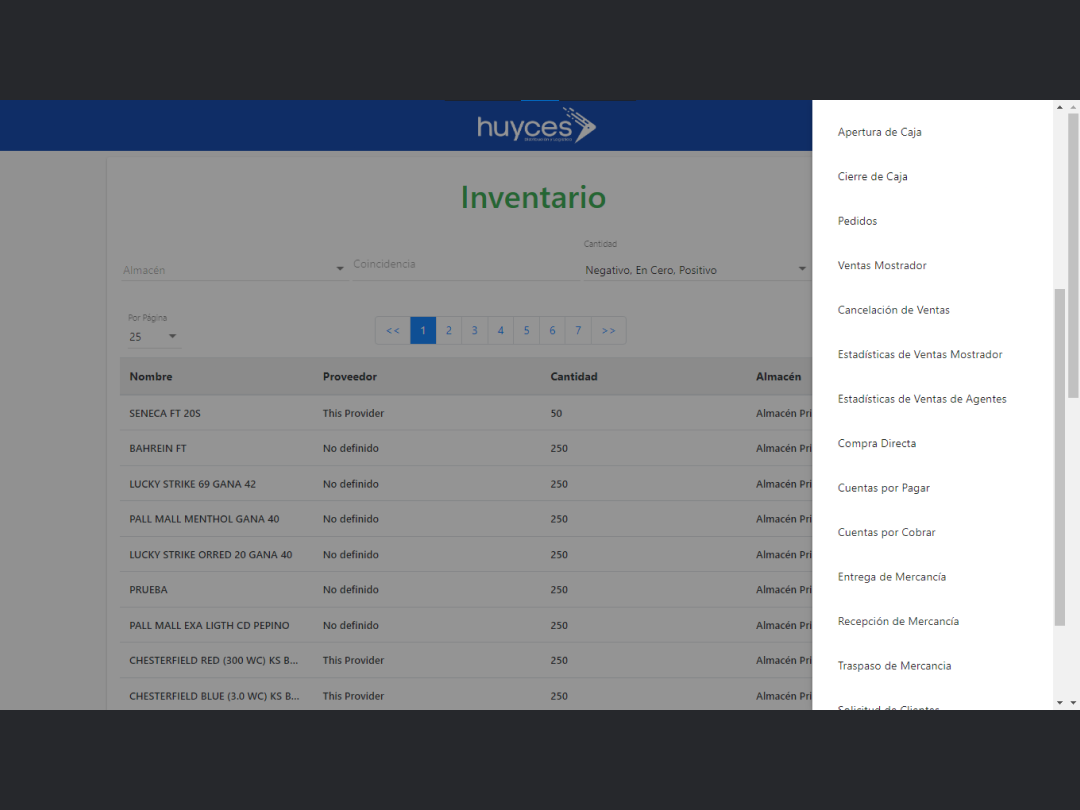 huyces
Inventario
Almacén
Coincidencia
Cantidad
Negativo, En Cero, Positivo
Por Página
25
<< 1 2 3 4 5 6 7 >>
Nombre Proveedor Cantidad Almacén
SENECA FT 20S This Provider 50 Almacén Pri
BAHREIN FT No definido 250 Almacén Pri
LUCKY STRIKE 69 GANA 42 No definido 250 Almacén Pri
PALL MALL MENTHOL GANA 40 No definido 250 Almacén Pri
LUCKY STRIKE ORRED 20 GANA 40 No definido 250 Almacén Pri
PRUEBA No definido 250 Almacén Pri
PALL MALL EXA LIGTH CD PEPINO No definido 250 Almacén Pri
CHESTERFIELD RED (300 WC) KS B... This Provider 250 Almacén Pri
CHESTERFIELD BLUE (3.0 WC) KS B... This Provider 250 Almacén Pri
Apertura de Caja
Cierre de Caja
Pedidos
Ventas Mostrador
Cancelación de Ventas
Estadísticas de Ventas Mostrador
Estadísticas de Ventas de Agentes
Compra Directa
Cuentas por Pagar
Cuentas por Cobrar
Entrega de Mercancía
Recepción de Mercancía
Traspaso de Mercancia
Solicitud de Clientes